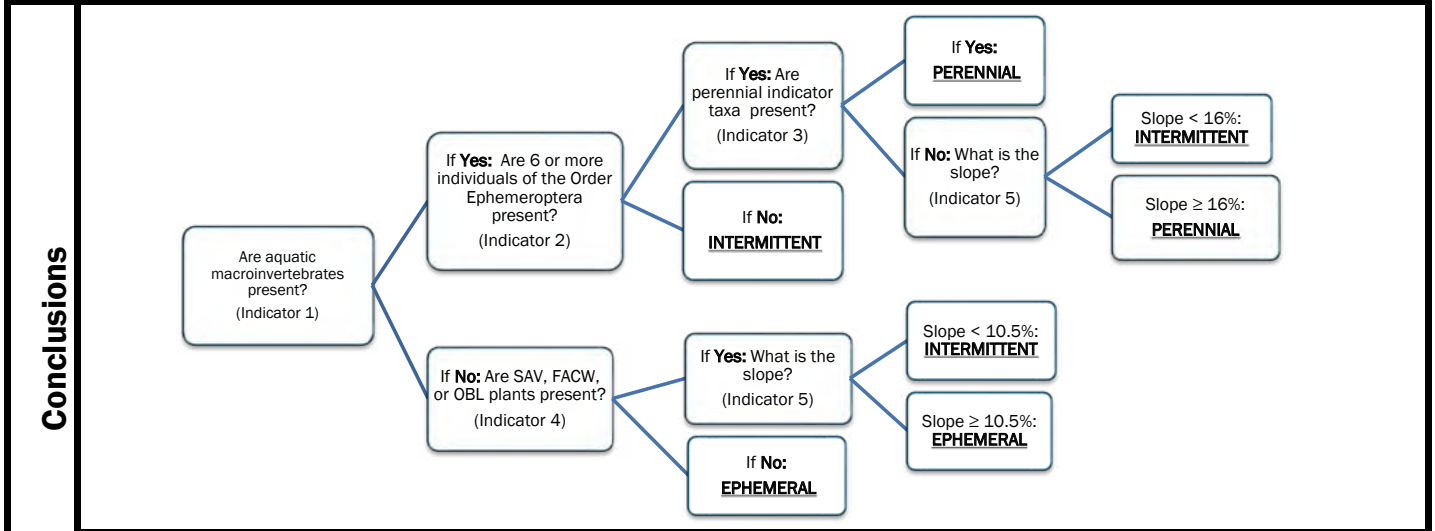 Conclusions
Are aquatic
macroinvertebrates
present?
(Indicator 1)
If Yes: Are 6 or more
individuals of the Order
Ephemeroptera
present?
(Indicator 2)
If Yes: Are
perennial indicator
taxa present?
(Indicator 3)
If Yes:
PERENNIAL
If No: What is the
slope?
(Indicator 5)
Slope < 16%:
INTERMITTENT
Slope ≥ 16%:
PERENNIAL
If No:
INTERMITTENT
If No: Are SAV, FACW,
or OBL plants present?
(Indicator 4)
If Yes: What is the
slope?
(Indicator 5)
Slope < 10.5%:
INTERMITTENT
Slope ≥ 10.5%:
EPHEMERAL
If No:
EPHEMERAL